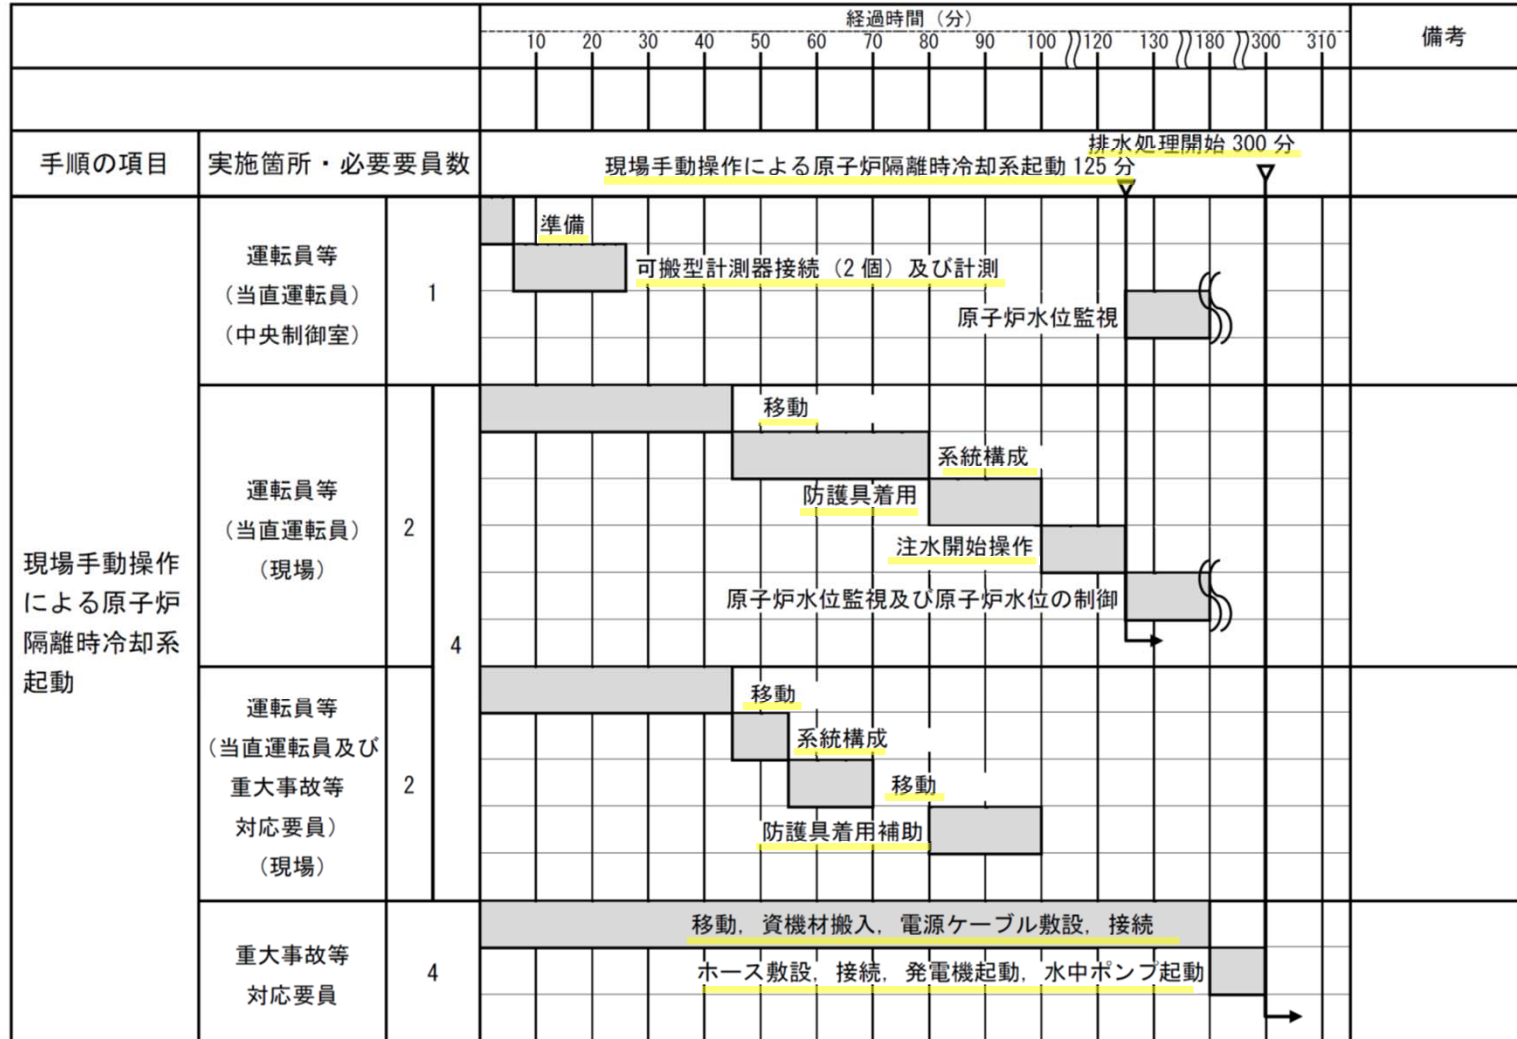 経過時間（分）
10 20 30 40 50 60 70 80 90 100 120 130 180 300 310
備考
手順の項目
実施箇所・必要要員数
排水処理開始 300 分
現場手動操作による原子炉隔離時冷却系起動 125 分
現場手動操作
による原子炉
隔離時冷却系
起動
運転員等
（当直運転員）
（中央制御室）
1
準備
可搬型計測器接続（2 個）及び計測
原子炉水位監視
運転員等
（当直運転員）
（現場）
2
4
移動
系統構成
防護具着用
注水開始操作
原子炉水位監視及び原子炉水位の制御
運転員等
（当直運転員及び
重大事故等
対応要員）
（現場）
2
移動
系統構成
移動
防護具着用補助
重大事故等
対応要員
4
移動，資機材搬入，電源ケーブル敷設，接続
ホース敷設，接続，発電機起動，水中ポンプ起動